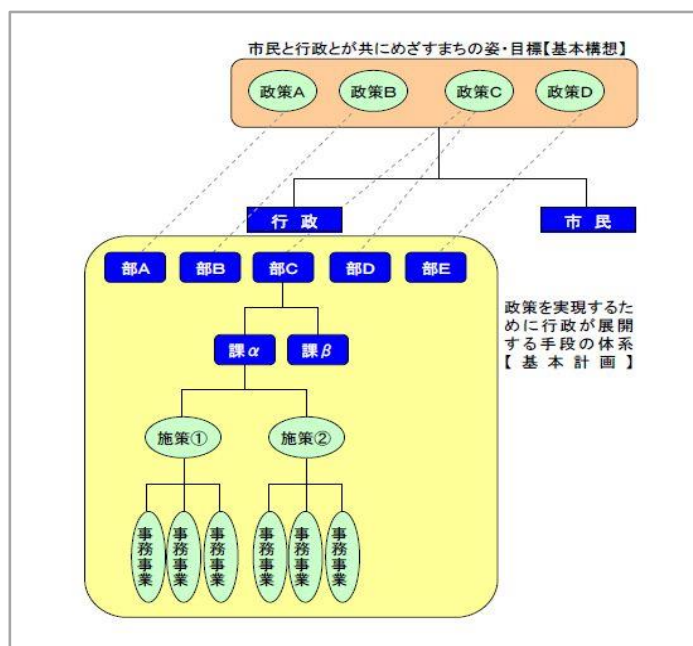 市民と行政とが共にめざすまちの姿・目標【基本構想】
政策A 政策B 政策C 政策D
行 政 市 民
部A 部B 部C 部D 部E
政策を実現するた
めに行政が展開
する手段の体系
【基本計画】
課α 課β
施策① 施策②
事務事業 事務事業 事務事業 事務事業 事務事業 事務事業